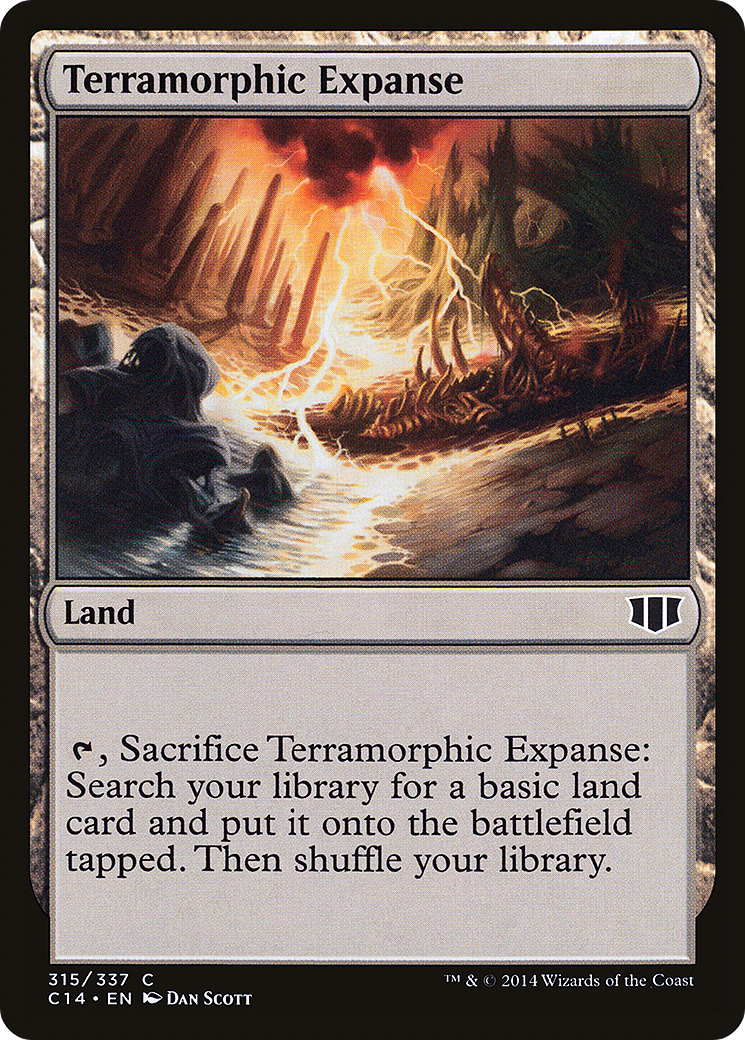 Terramorphic Expanse
Land
, Sacrifice Terramorphic Expanse:
Search your library for a basic land
card and put it onto the battlefield
tapped. Then shuffle your library.
315/337 C
C14 • EN Dan Scott
™ & © 2014 Wizards of the Coast